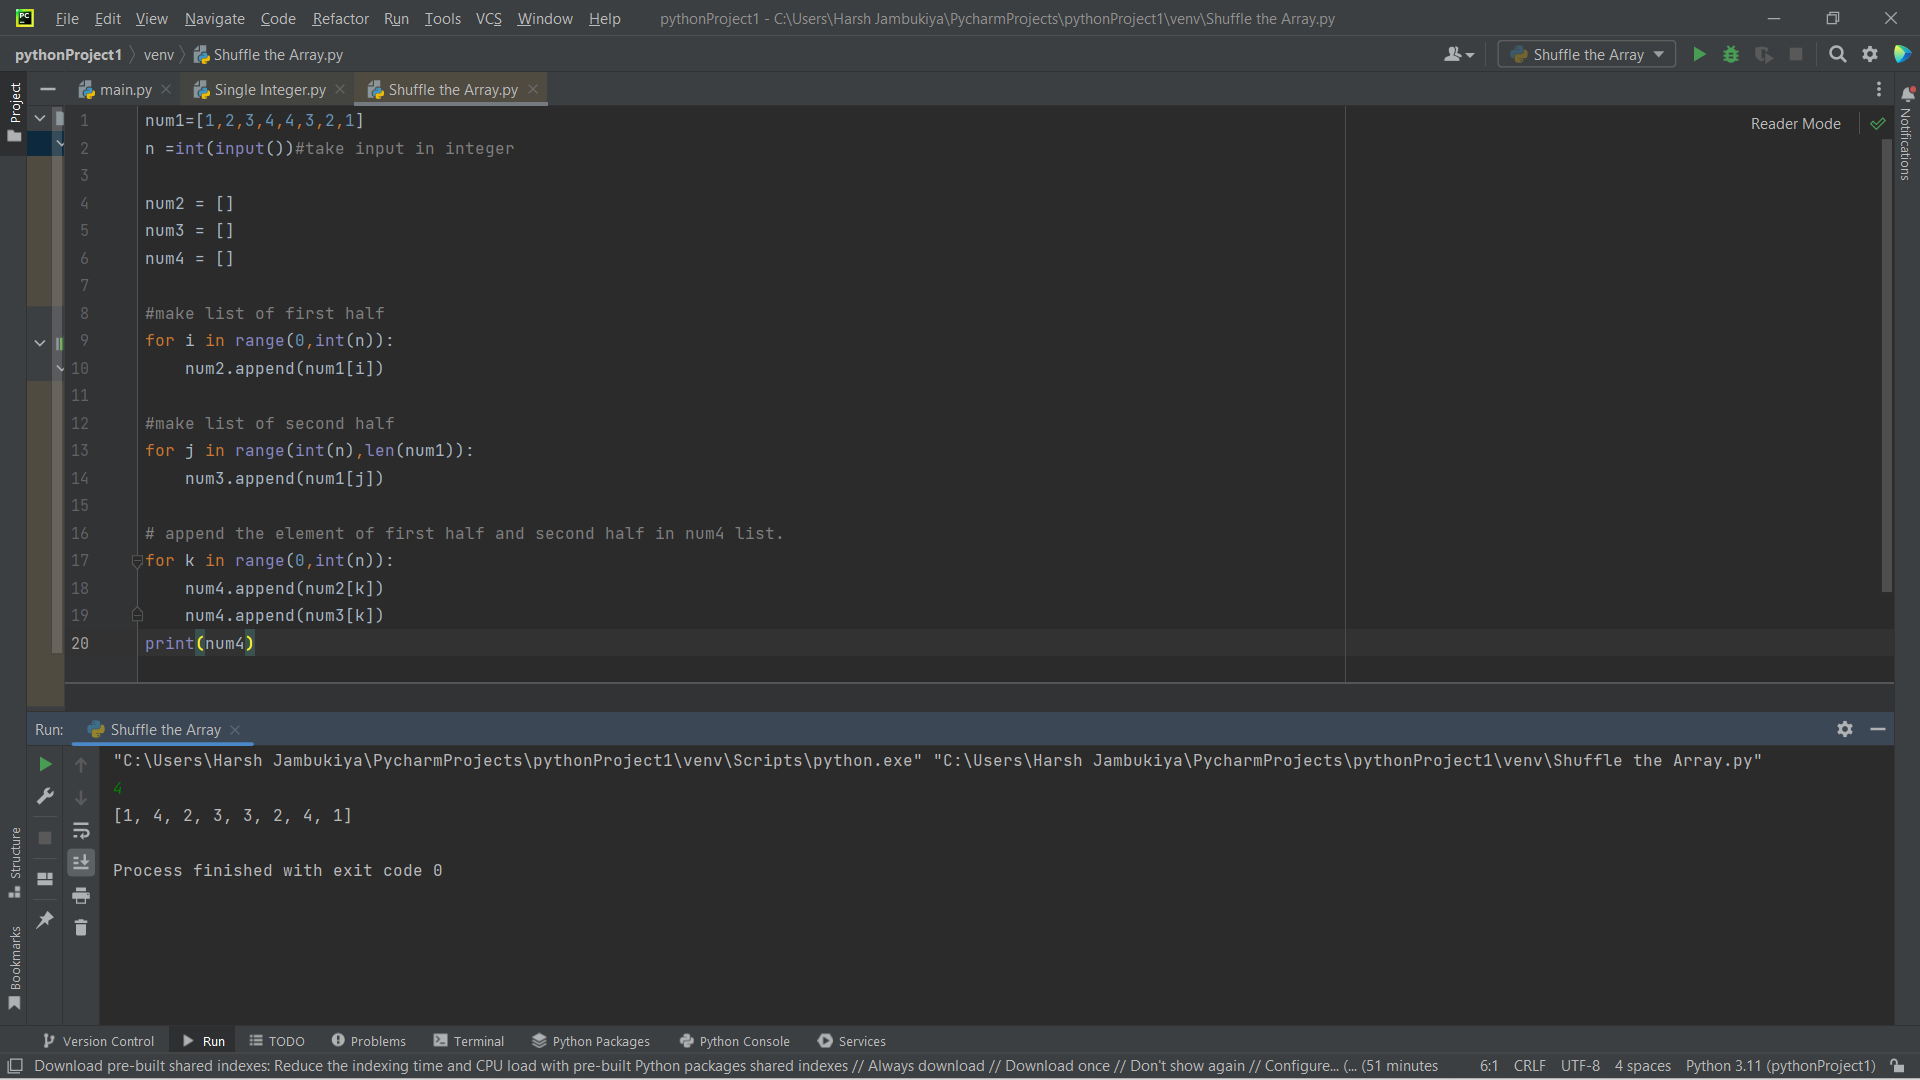 File Edit View Navigate Code Refactor Run Tools VCS Window Help pythonProject1 - C:\Users\Harsh Jambukiya\PycharmProjects\pythonProject1\venv\Shuffle the Array.py
pythonProject1 venv Shuffle the Array.py Shuffle the Array
Project
main.py Single Integer.py Shuffle the Array.py
Reader Mode
Notifications
1 num1=[1,2,3,4,4,3,2,1]
2 n =int(input())#take input in integer
3
4 num2 = []
5 num3 = []
6 num4 = []
7
8 #make list of first half
9 for i in range(0,int(n)):
10 num2.append(num1[i])
11
12 #make list of second half
13 for j in range(int(n),len(num1)):
14 num3.append(num1[j])
15
16 # append the element of first half and second half in num4 list.
17 for k in range(0,int(n)):
18 num4.append(num2[k])
19 num4.append(num3[k])
20 print(num4)
Run: Shuffle the Array
"C:\Users\Harsh Jambukiya\PycharmProjects\pythonProject1\venv\Scripts\python.exe" "C:\Users\Harsh Jambukiya\PycharmProjects\pythonProject1\venv\Shuffle the Array.py"
4
[1, 4, 2, 3, 3, 2, 4, 1]
Process finished with exit code 0
Structure
Bookmarks
Version Control Run TODO Problems Terminal Python Packages Python Console Services
Download pre-built shared indexes: Reduce the indexing time and CPU load with pre-built Python packages shared indexes // Always download // Download once // Don't show again // Configure... (... (51 minutes 6:1 CRLF UTF-8 4 spaces Python 3.11 (pythonProject1)